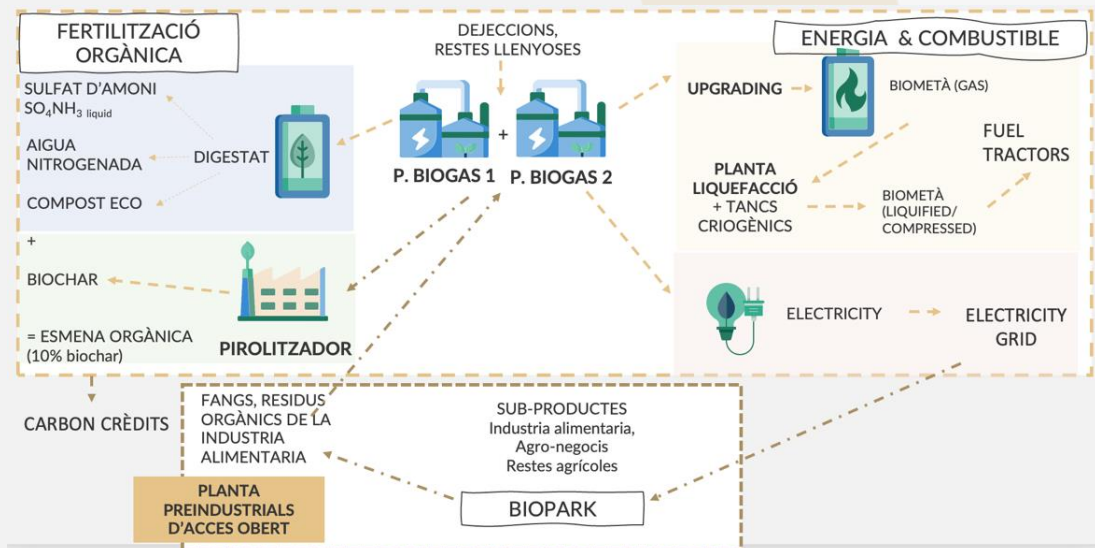 FERTILITZACIÓ
ORGÀNICA
SULFAT D'AMONI
SO₄NH₃ liquid
AIGUA
NITROGENADA
COMPOST ECO
DIGESTAT
+
BIOCHAR
= ESMENA ORGÀNICA
(10% biochar)
PIROLITZADOR
CARBON CRÈDITS
DEJECCIONS,
RESTES LLENYOSES
+
P. BIOGAS 1
P. BIOGAS 2
ENERGIA & COMBUSTIBLE
UPGRADING
BIOMETÀ (GAS)
FUEL
TRACTORS
PLANTA
LIQUEFACCIÓ
+ TANCS
CRIOGÈNICS
BIOMETÀ
(LIQUIFIED/
COMPRESSED)
ELECTRICITY
ELECTRICITY
GRID
FANGS, RESIDUS
ORGÀNICS DE LA
INDUSTRIA
ALIMENTARIA
SUB-PRODUCTES
Industria alimentaria,
Agro-negocis
Restes agrícoles
BIOPARK
PLANTA
PREINDUSTRIALS
D'ACCES OBERT